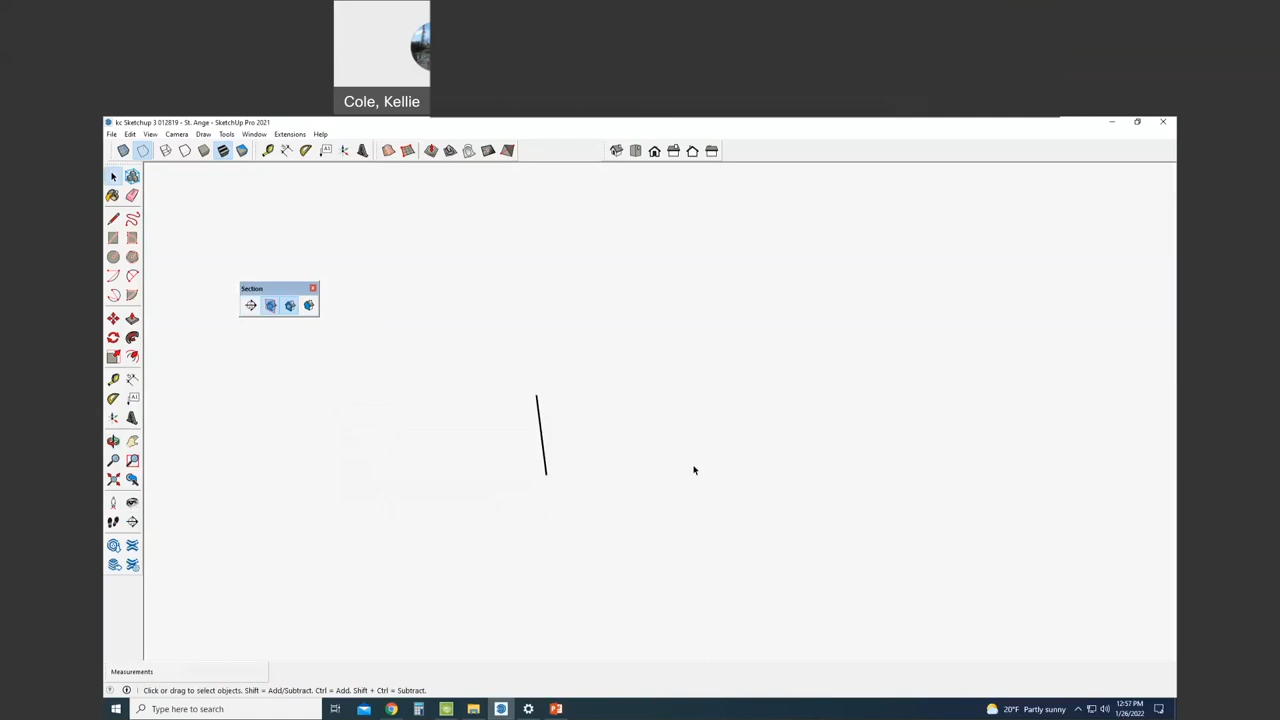 Cole, Kellie
kc Sketchup 3 012819 - St. Ange - SketchUp Pro 2021
File Edit View Camera Draw Tools Window Extensions Help
Section
Measurements
Click or drag to select objects. Shift = Add/Subtract. Ctrl = Add. Shift + Ctrl = Subtract.
Type here to search
20°F Partly sunny
12:57 PM
1/26/2022